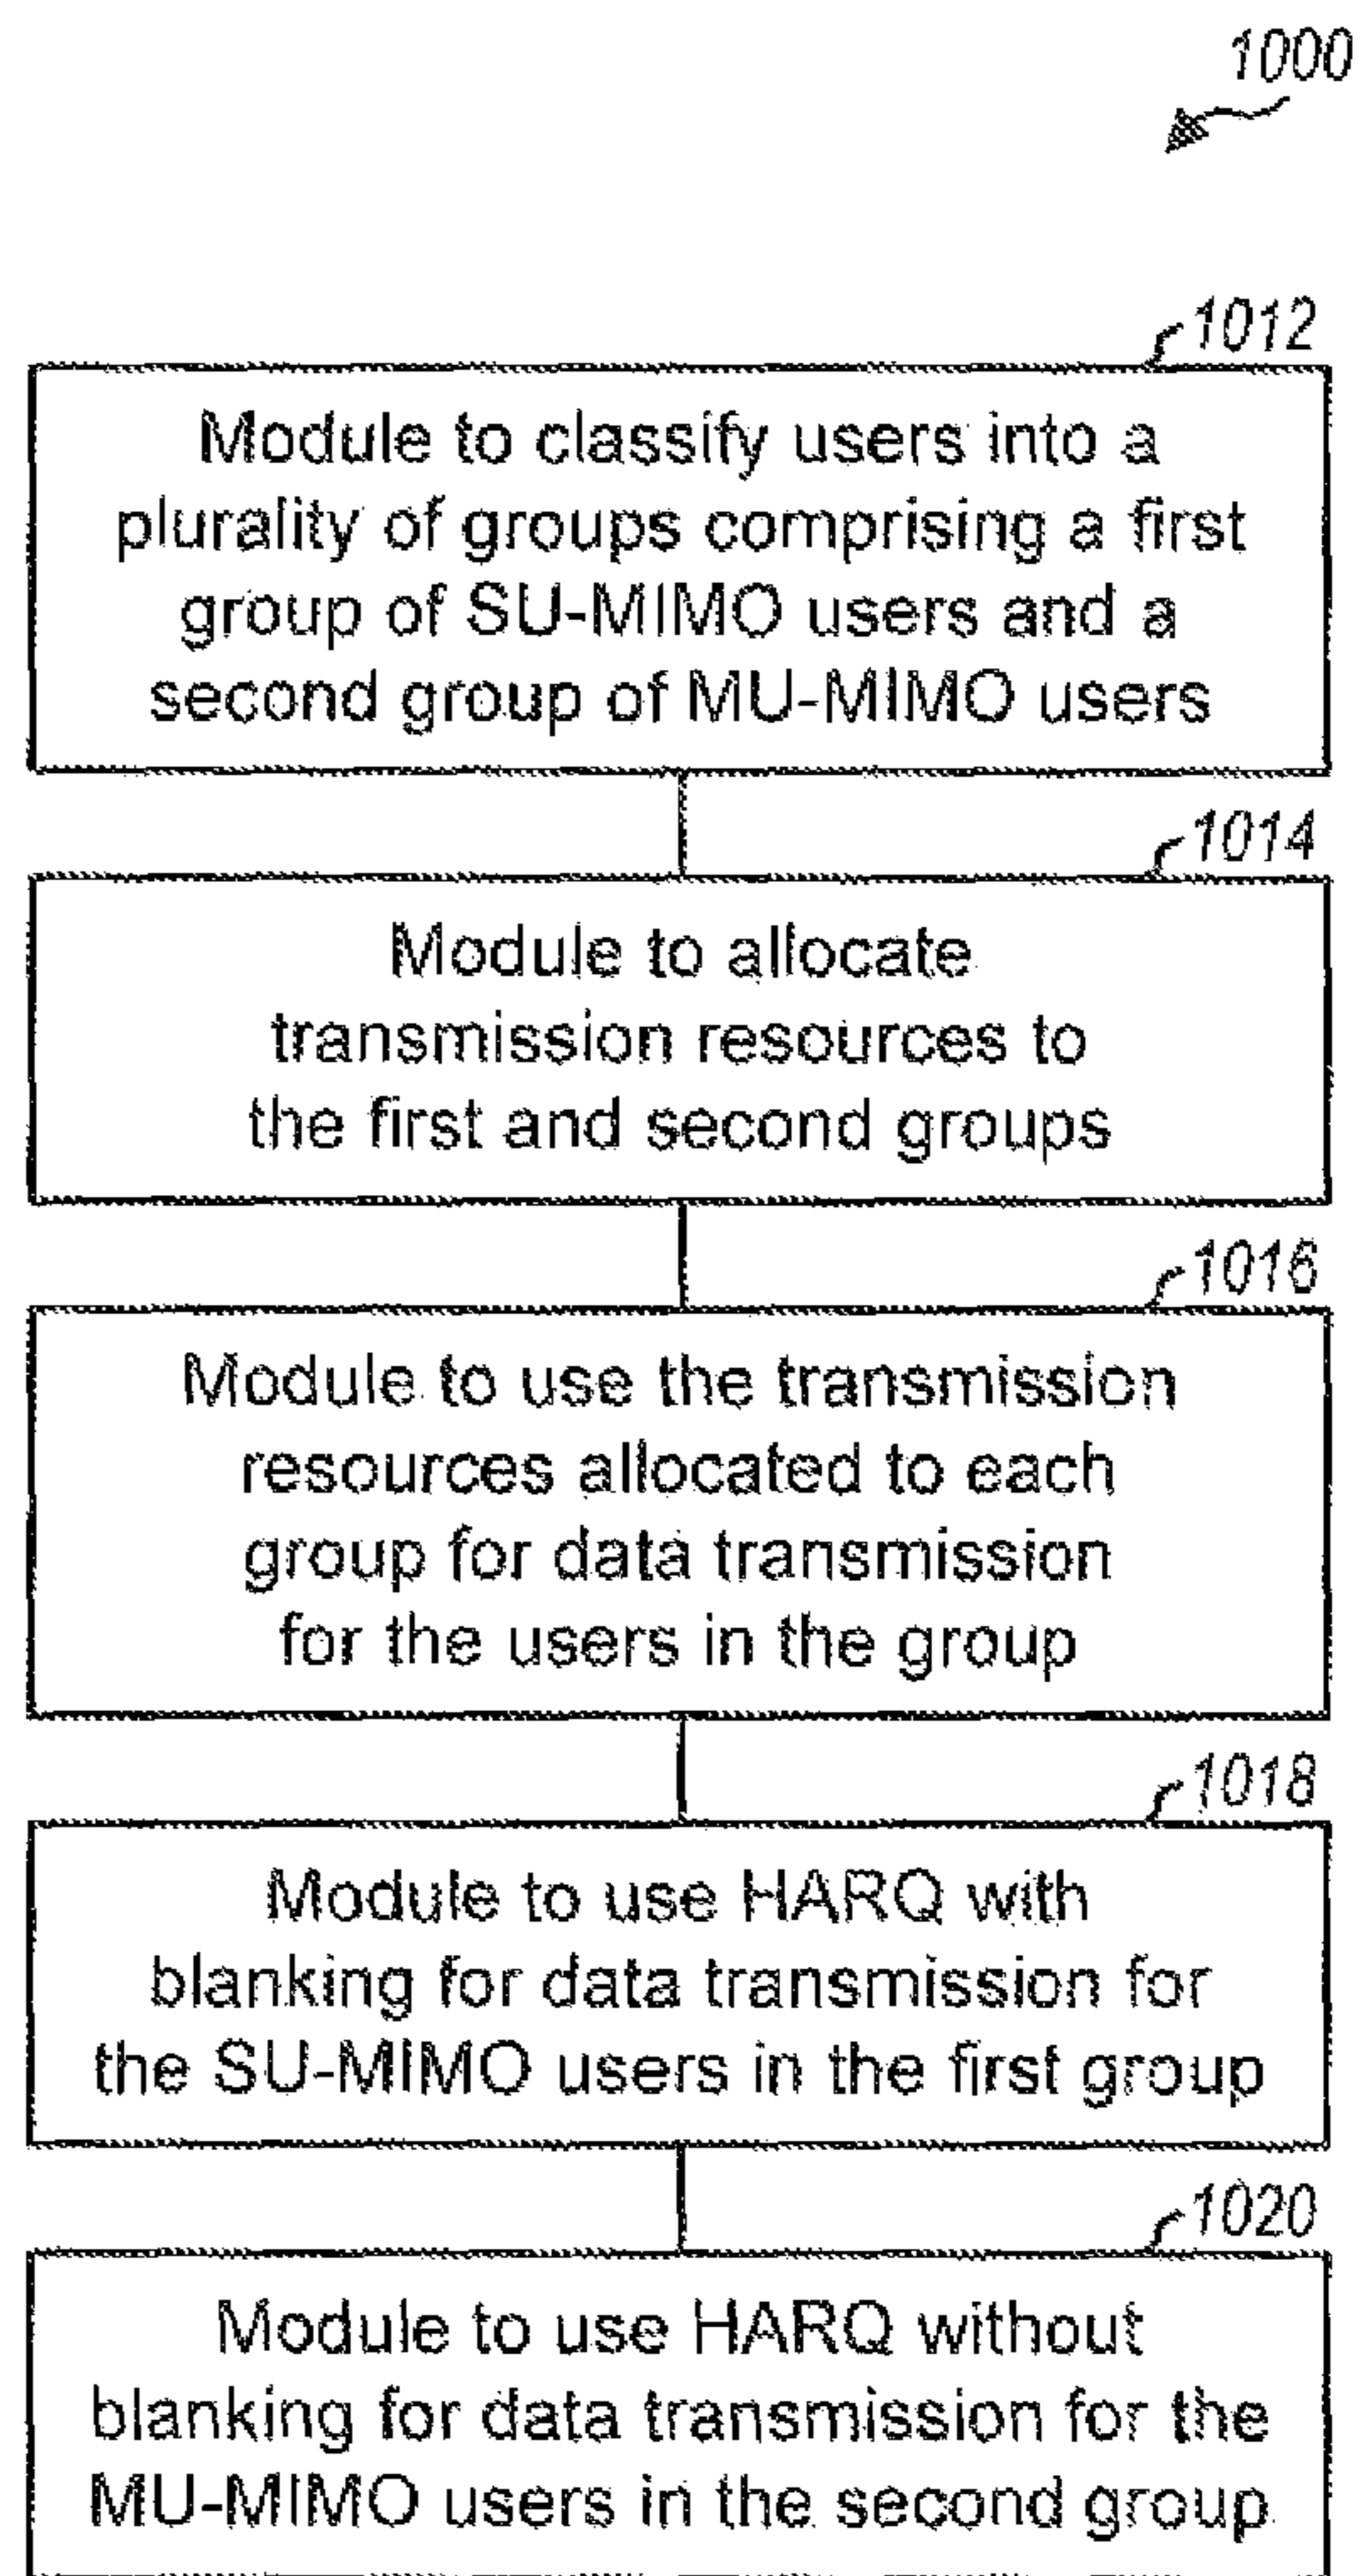 1000
1012
Module to classify users into a
plurality of groups comprising a first
group of SU-MIMO users and a
second group of MU-MIMO users
1014
Module to allocate
transmission resources to
the first and second groups
1016
Module to use the transmission
resources allocated to each
group for data transmission
for the users in the group
1018
Module to use HARQ with
blanking for data transmission for
the SU-MIMO users in the first group
1020
Module to use HARQ without
blanking for data transmission for the
MU-MIMO users in the second group